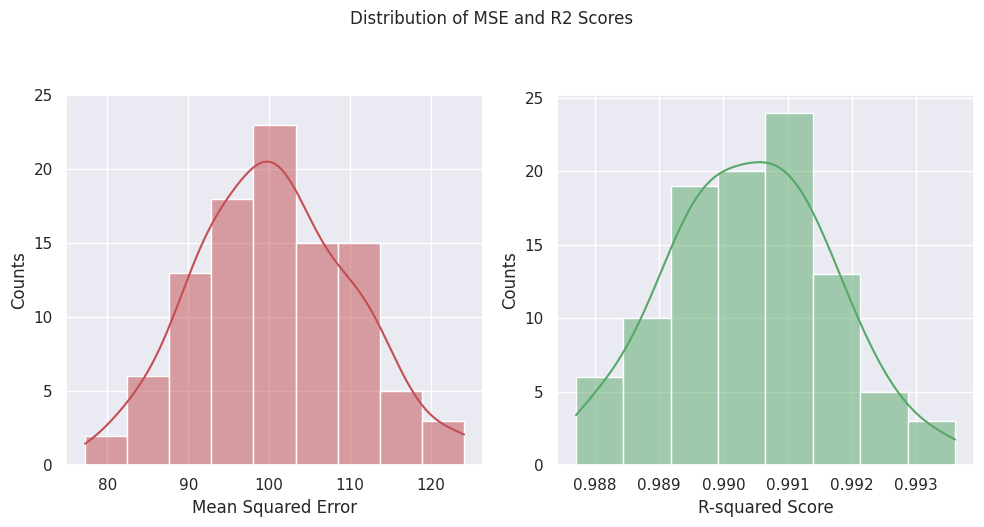 Distribution of MSE and R2 Scores
25
20
15
10
5
0
Counts
80 90 100 110 120
Mean Squared Error
25
20
15
10
5
0
Counts
0.988 0.989 0.990 0.991 0.992 0.993
R-squared Score